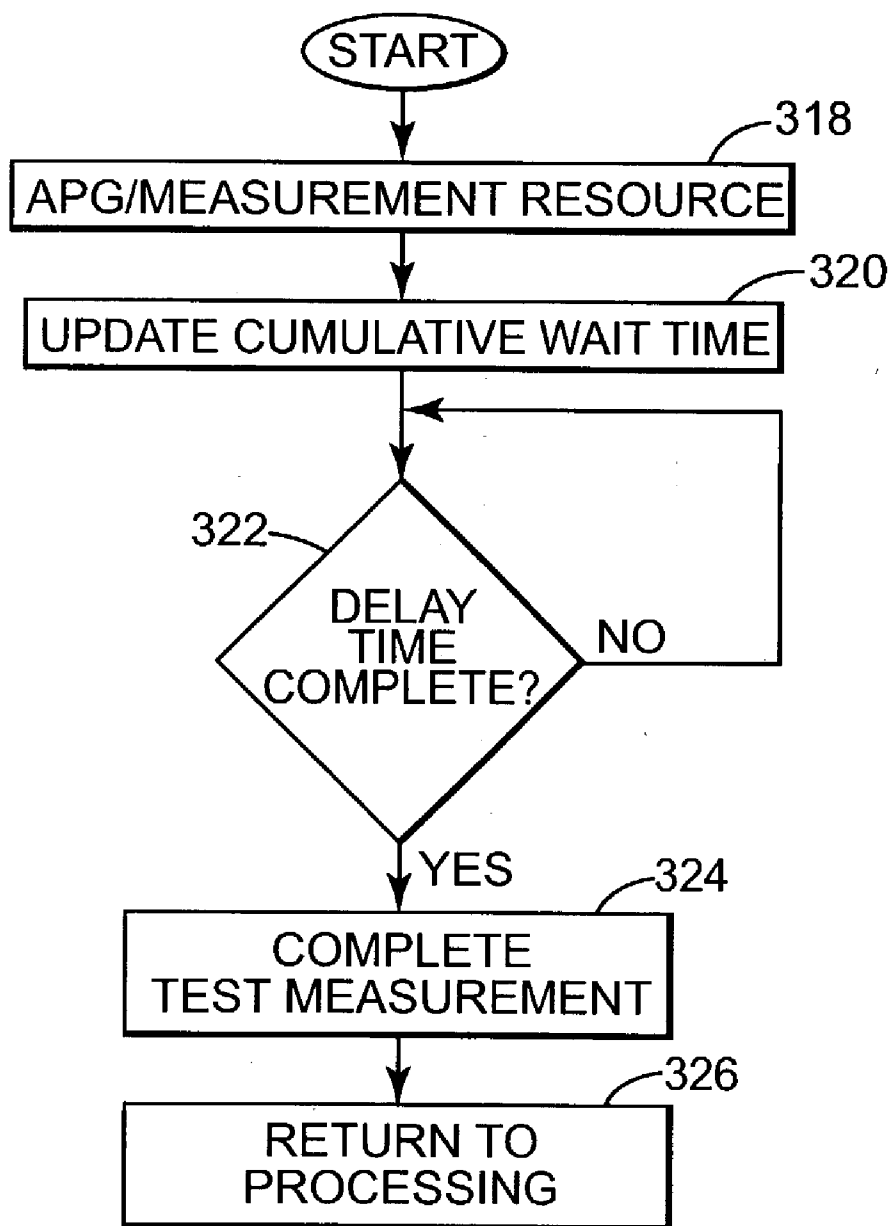 START
318
APG/MEASUREMENT RESOURCE
320
UPDATE CUMULATIVE WAIT TIME
322
DELAY
TIME
COMPLETE?
NO
YES
324
COMPLETE
TEST MEASUREMENT
326
RETURN TO
PROCESSING